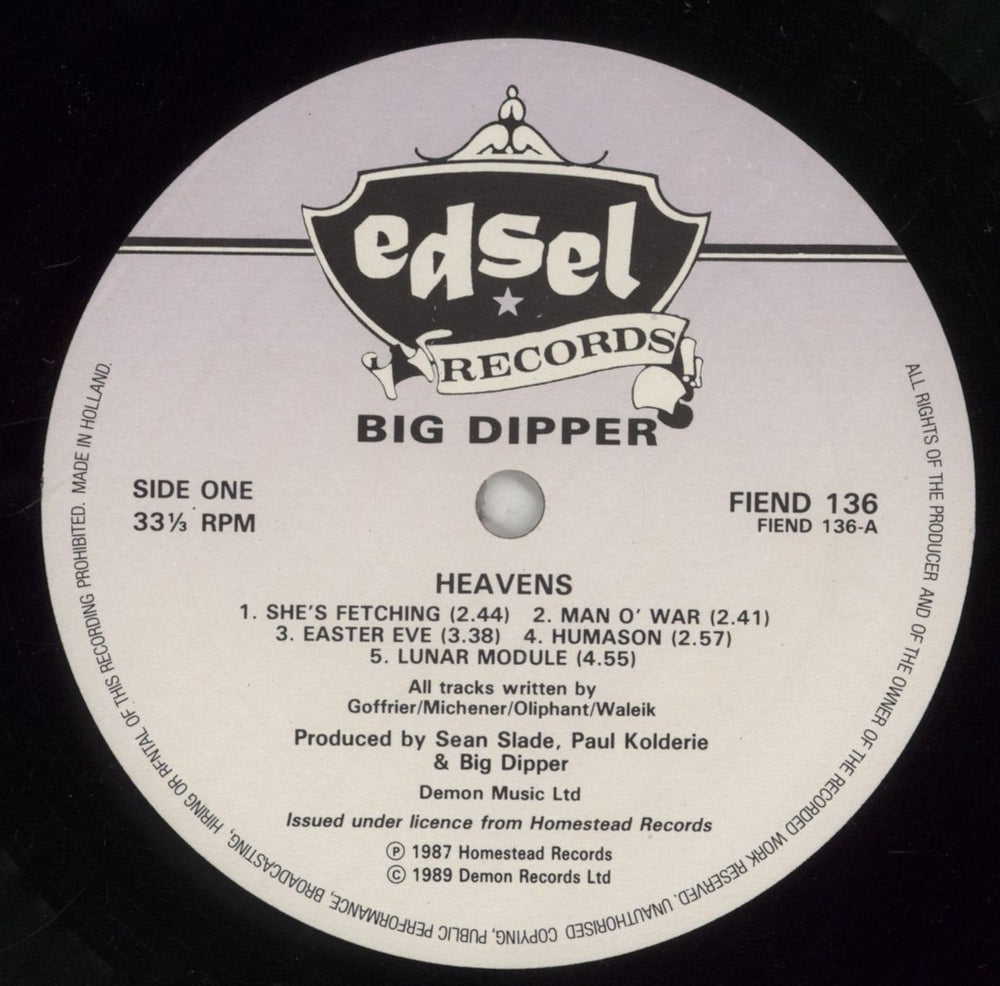 edsel
RECORDS
BIG DIPPER
SIDE ONE
33⅓ RPM
FIEND 136
FIEND 136-A
HEAVENS
1. SHE'S FETCHING (2.44) 2. MAN O' WAR (2.41)
3. EASTER EVE (3.38) 4. HUMASON (2.57)
5. LUNAR MODULE (4.55)
All tracks written by
Goffrier/Michener/Oliphant/Waleik
Produced by Sean Slade, Paul Kolderie
& Big Dipper
Demon Music Ltd
Issued under licence from Homestead Records
Ⓟ 1987 Homestead Records
© 1989 Demon Records Ltd
ALL RIGHTS OF THE PRODUCER AND OF THE OWNER OF THE RECORDED WORK RESERVED. UNAUTHORISED COPYING, PUBLIC PERFORMANCE, BROADCASTING, HIRING OR RENTAL OF THIS RECORDING PROHIBITED. MADE IN HOLLAND.